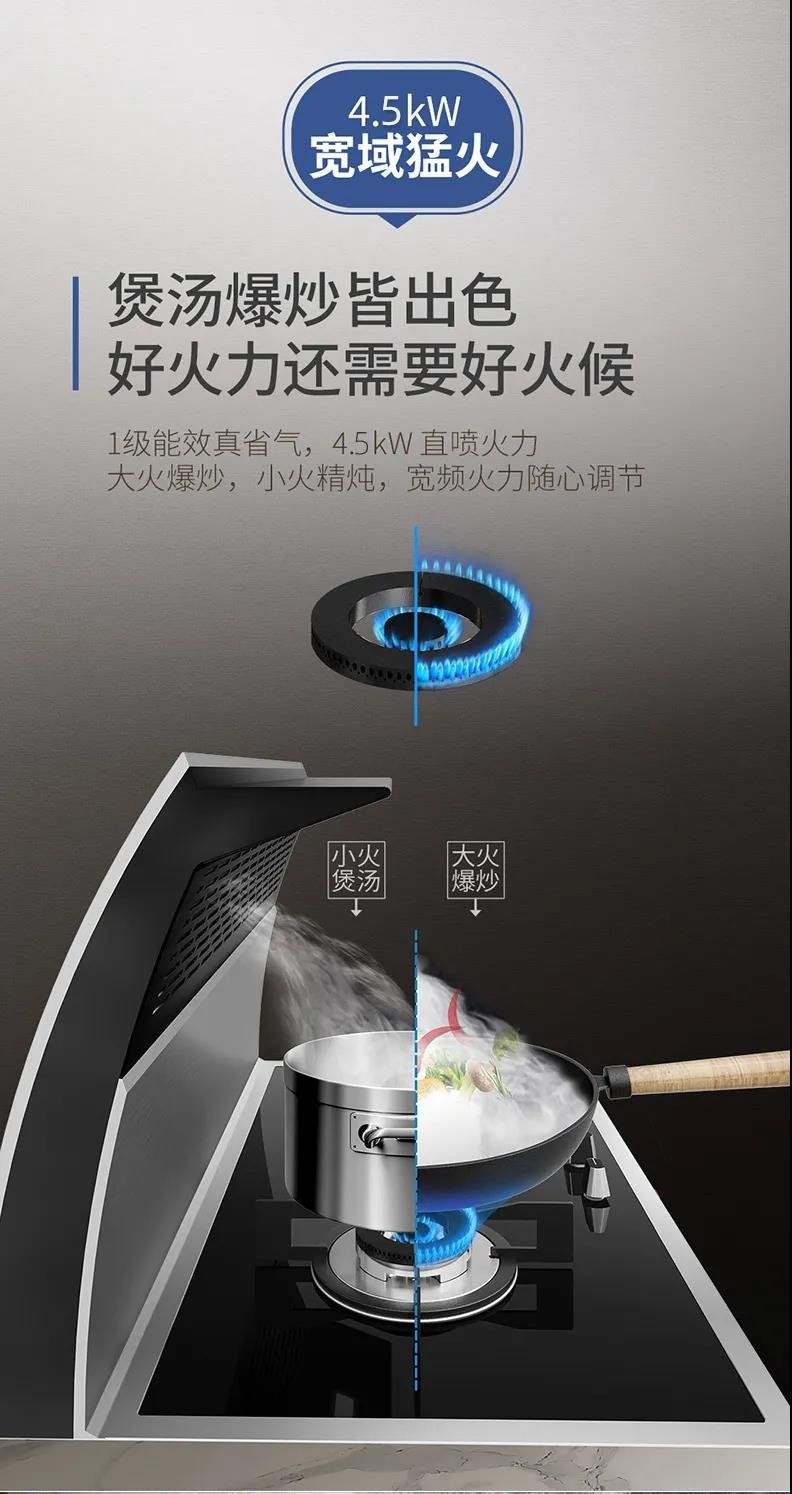 4.5kW
宽域猛火
煲汤爆炒皆出色
好火力还需要好火候
1级能效真省气，4.5kW 直喷火力
大火爆炒，小火精炖，宽频火力随心调节
小火
煲汤
大火
爆炒